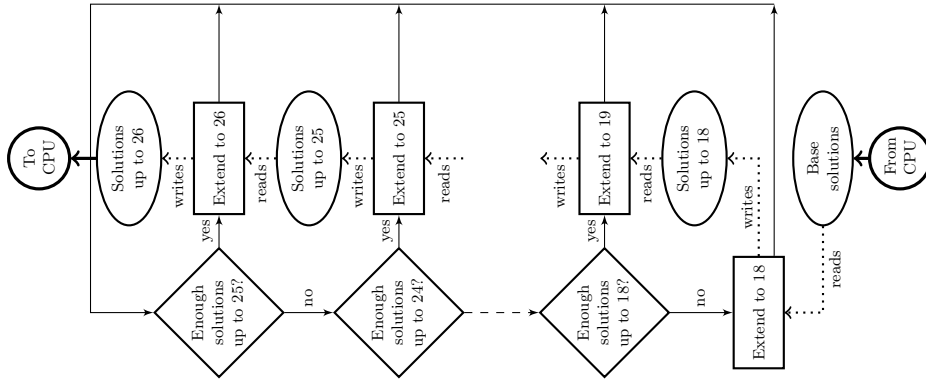 To
CPU
Solutions
up to 26
writes
Extend to 26
reads
yes
Enough
solutions
up to 25?
no
Solutions
up to 25
writes
Extend to 25
reads
yes
Enough
solutions
up to 24?
writes
Extend to 19
reads
yes
Enough
solutions
up to 18?
no
Solutions
up to 18
writes
Extend to 18
reads
Base
solutions
From
CPU